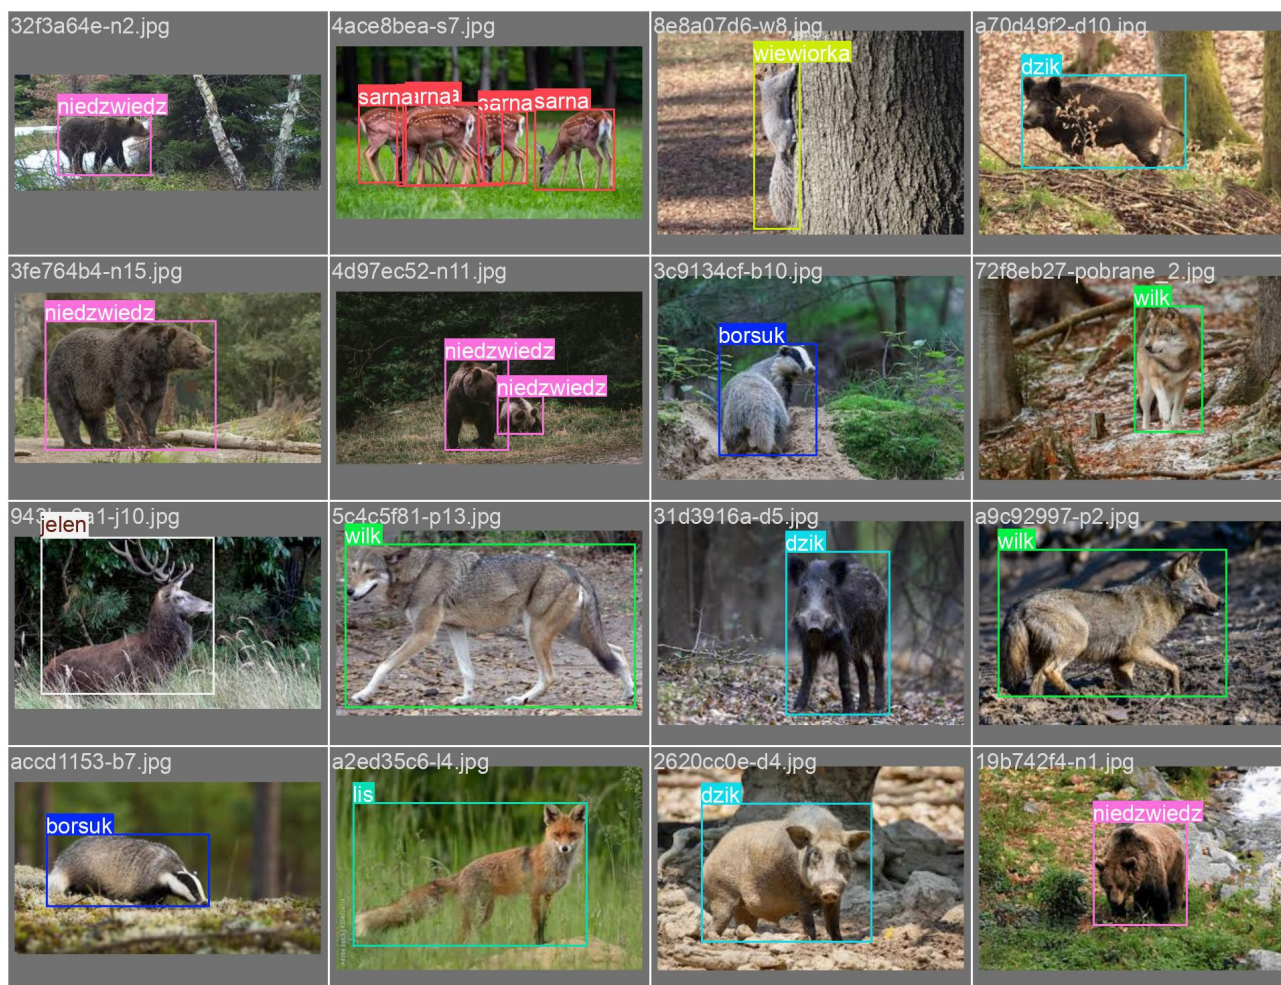 32f3a64e-n2.jpg
niedzwiedz
4ace8bea-s7.jpg
sarna
sarna
sarna
8e8a07d6-w8.jpg
wiewiorka
a70d49f2-d10.jpg
dzik
3fe764b4-n15.jpg
niedzwiedz
4d97ec52-n11.jpg
niedzwiedz
niedzwiedz
3c9134cf-b10.jpg
borsuk
72f8eb27-pobrane_2.jpg
wilk
jelen
5c4c5f81-p13.jpg
wilk
31d3916a-d5.jpg
dzik
a9c92997-p2.jpg
wilk
accd1153-b7.jpg
borsuk
a2ed35c6-l4.jpg
lis
2620cc0e-d4.jpg
dzik
19b742f4-n1.jpg
niedzwiedz